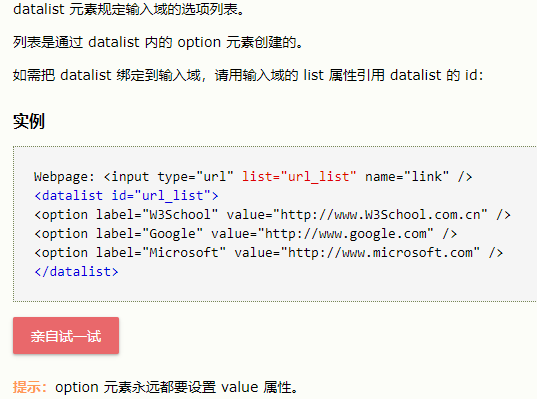 datalist 元素规定输入域的选项列表。
列表是通过 datalist 内的 option 元素创建的。
如需把 datalist 绑定到输入域，请用输入域的 list 属性引用 datalist 的 id：
实例
Webpage: <input type="url" list="url_list" name="link" />
<datalist id="url_list">
<option label="W3School" value="http://www.W3School.com.cn" />
<option label="Google" value="http://www.google.com" />
<option label="Microsoft" value="http://www.microsoft.com" />
</datalist>
亲自试一试
提示：option 元素永远都要设置 value 属性。